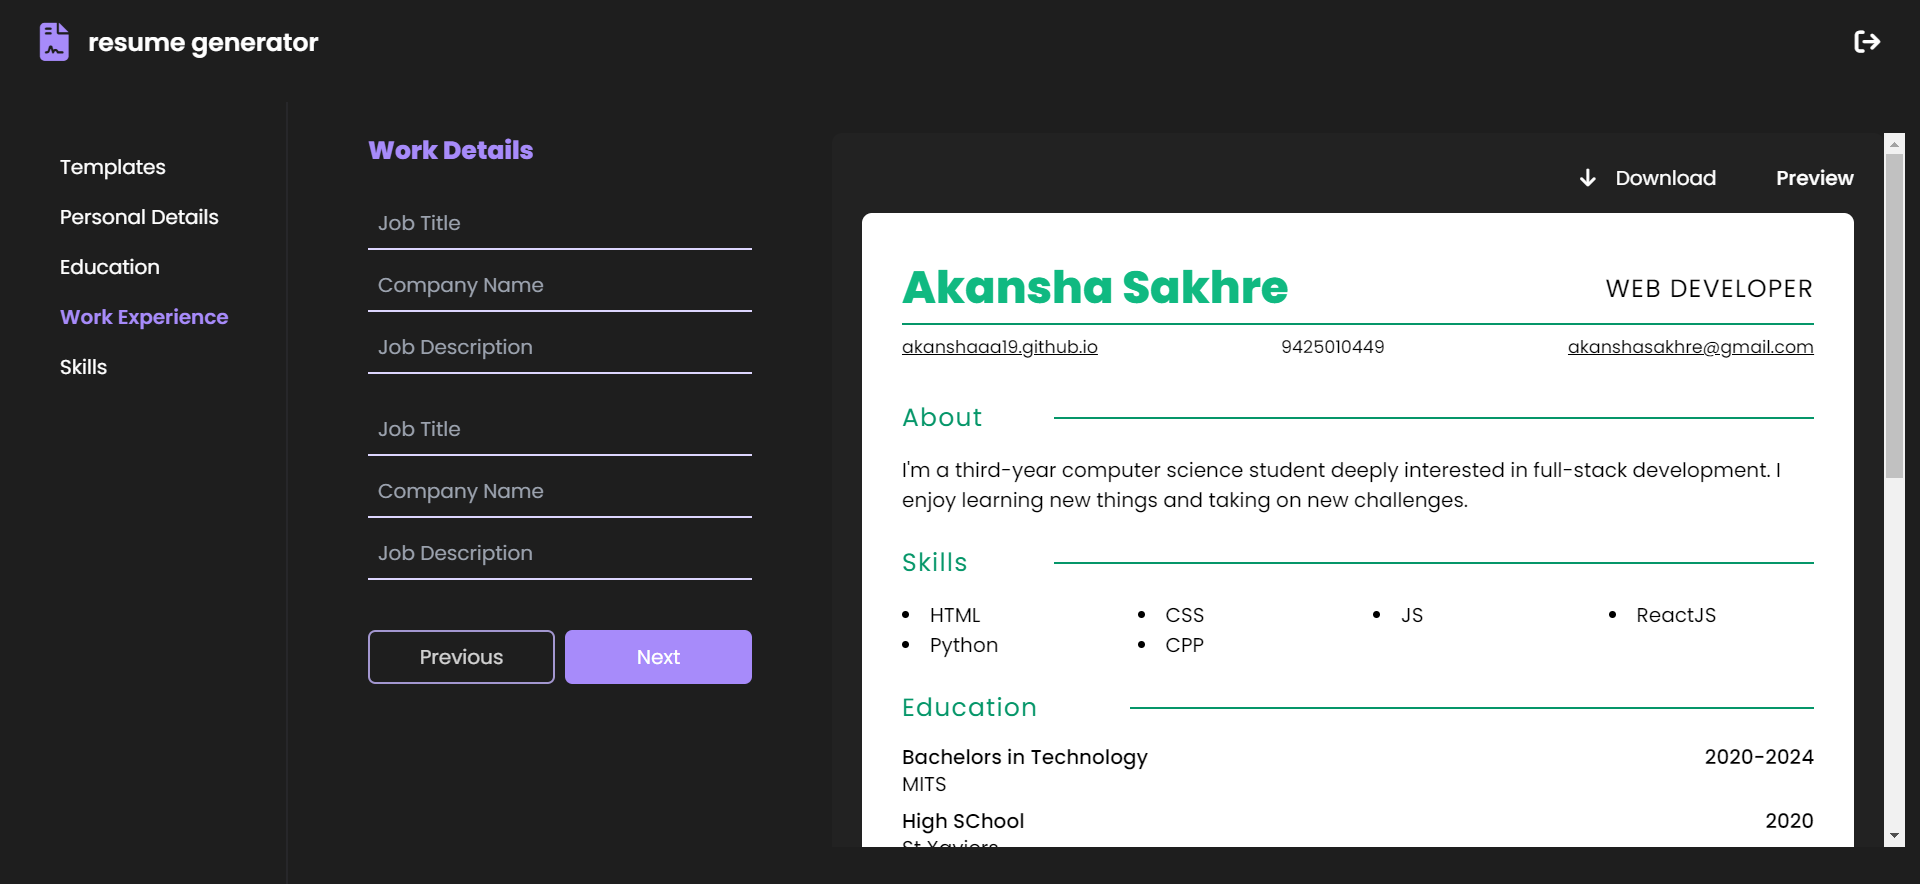 resume generator
Templates
Personal Details
Education
Work Experience
Skills
Work Details
Job Title
Company Name
Job Description
Job Title
Company Name
Job Description
Previous Next
Download Preview
Akansha Sakhre WEB DEVELOPER
akanshaaa19.github.io 9425010449 akanshasakhre@gmail.com
About
I'm a third-year computer science student deeply interested in full-stack development. I
enjoy learning new things and taking on new challenges.
Skills
HTML CSS JS ReactJS
Python CPP
Education
Bachelors in Technology 2020-2024
MITS
High SChool 2020
St Xaviers